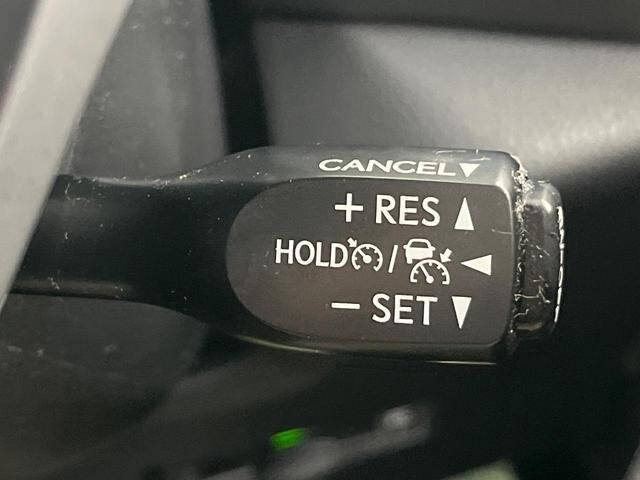 CANCEL▼
+ RES ▲
HOLD / ◀
− SET ▼